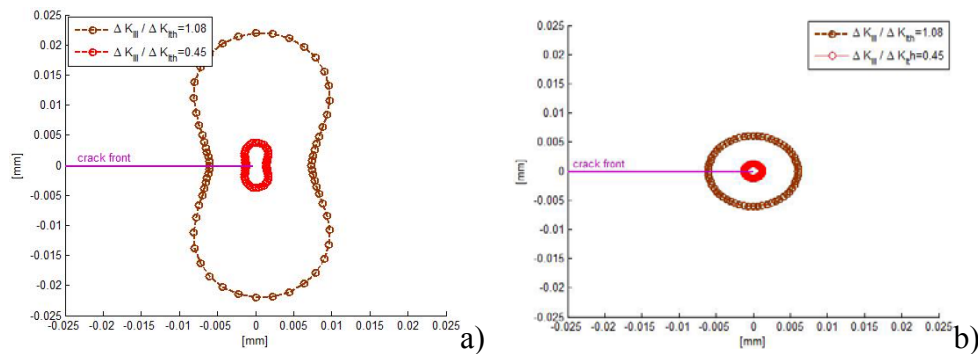 Δ K_III / Δ K_Ith=1.08
Δ K_III / Δ K_Ith=0.45
0.025
0.02
0.015
0.01
0.005
0
-0.005
-0.01
-0.015
-0.02
-0.025
[mm]
crack front
-0.025 -0.02 -0.015 -0.01 -0.005 0 0.005 0.01 0.015 0.02 0.025
[mm]
a)
Δ K_III / Δ K_Ith=1.08
Δ K_III / Δ K_It h=0.45
0.025
0.02
0.015
0.01
0.005
0
-0.005
-0.01
-0.015
-0.02
-0.025
[mm]
crack front
-0.025 -0.02 -0.015 -0.01 -0.005 0 0.005 0.01 0.015 0.02 0.025
[mm]
b)